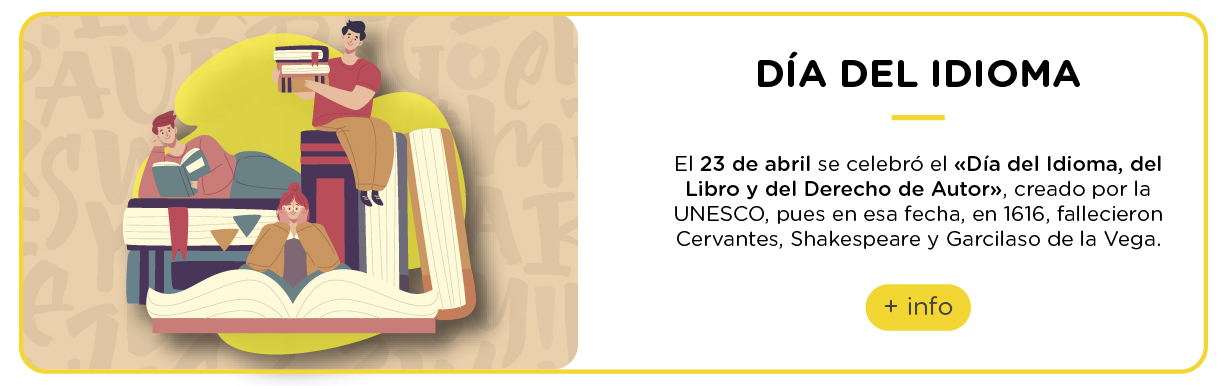 DÍA DEL IDIOMA
El 23 de abril se celebró el «Día del Idioma, del
Libro y del Derecho de Autor», creado por la
UNESCO, pues en esa fecha, en 1616, fallecieron
Cervantes, Shakespeare y Garcilaso de la Vega.
+ info